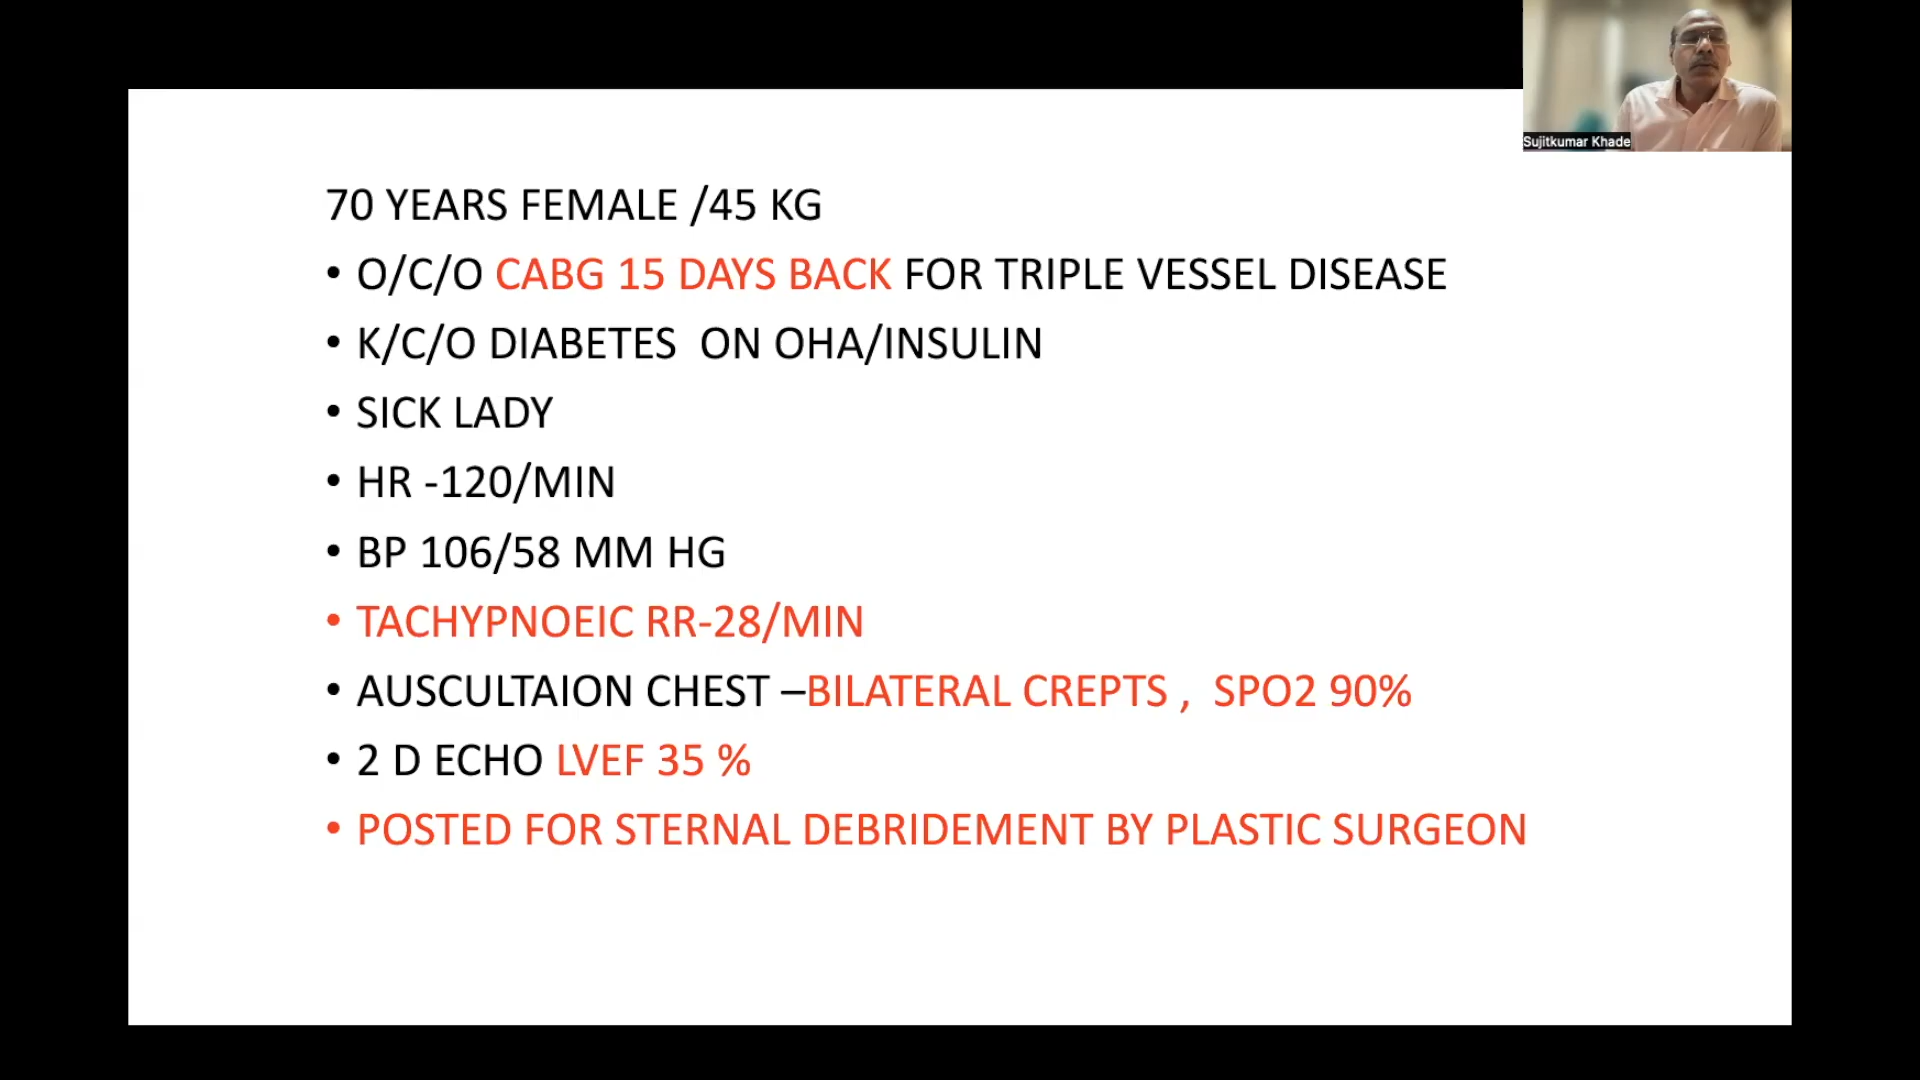 Sujitkumar Khade
70 YEARS FEMALE /45 KG
• O/C/O CABG 15 DAYS BACK FOR TRIPLE VESSEL DISEASE
• K/C/O DIABETES ON OHA/INSULIN
• SICK LADY
• HR -120/MIN
• BP 106/58 MM HG
• TACHYPNOEIC RR-28/MIN
• AUSCULTAION CHEST –BILATERAL CREPTS , SPO2 90%
• 2 D ECHO LVEF 35 %
• POSTED FOR STERNAL DEBRIDEMENT BY PLASTIC SURGEON